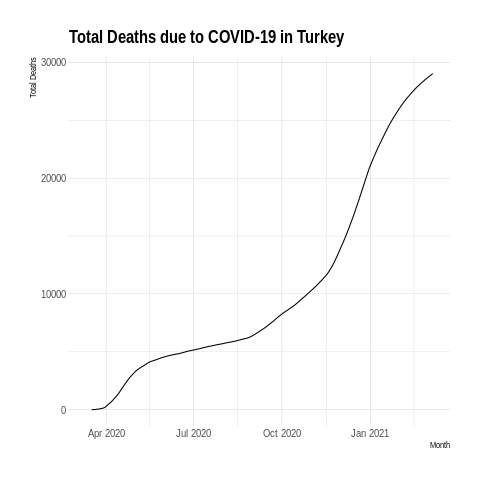 Total Deaths due to COVID-19 in Turkey
Total Deaths
30000
20000
10000
0
Apr 2020
Jul 2020
Oct 2020
Jan 2021
Month